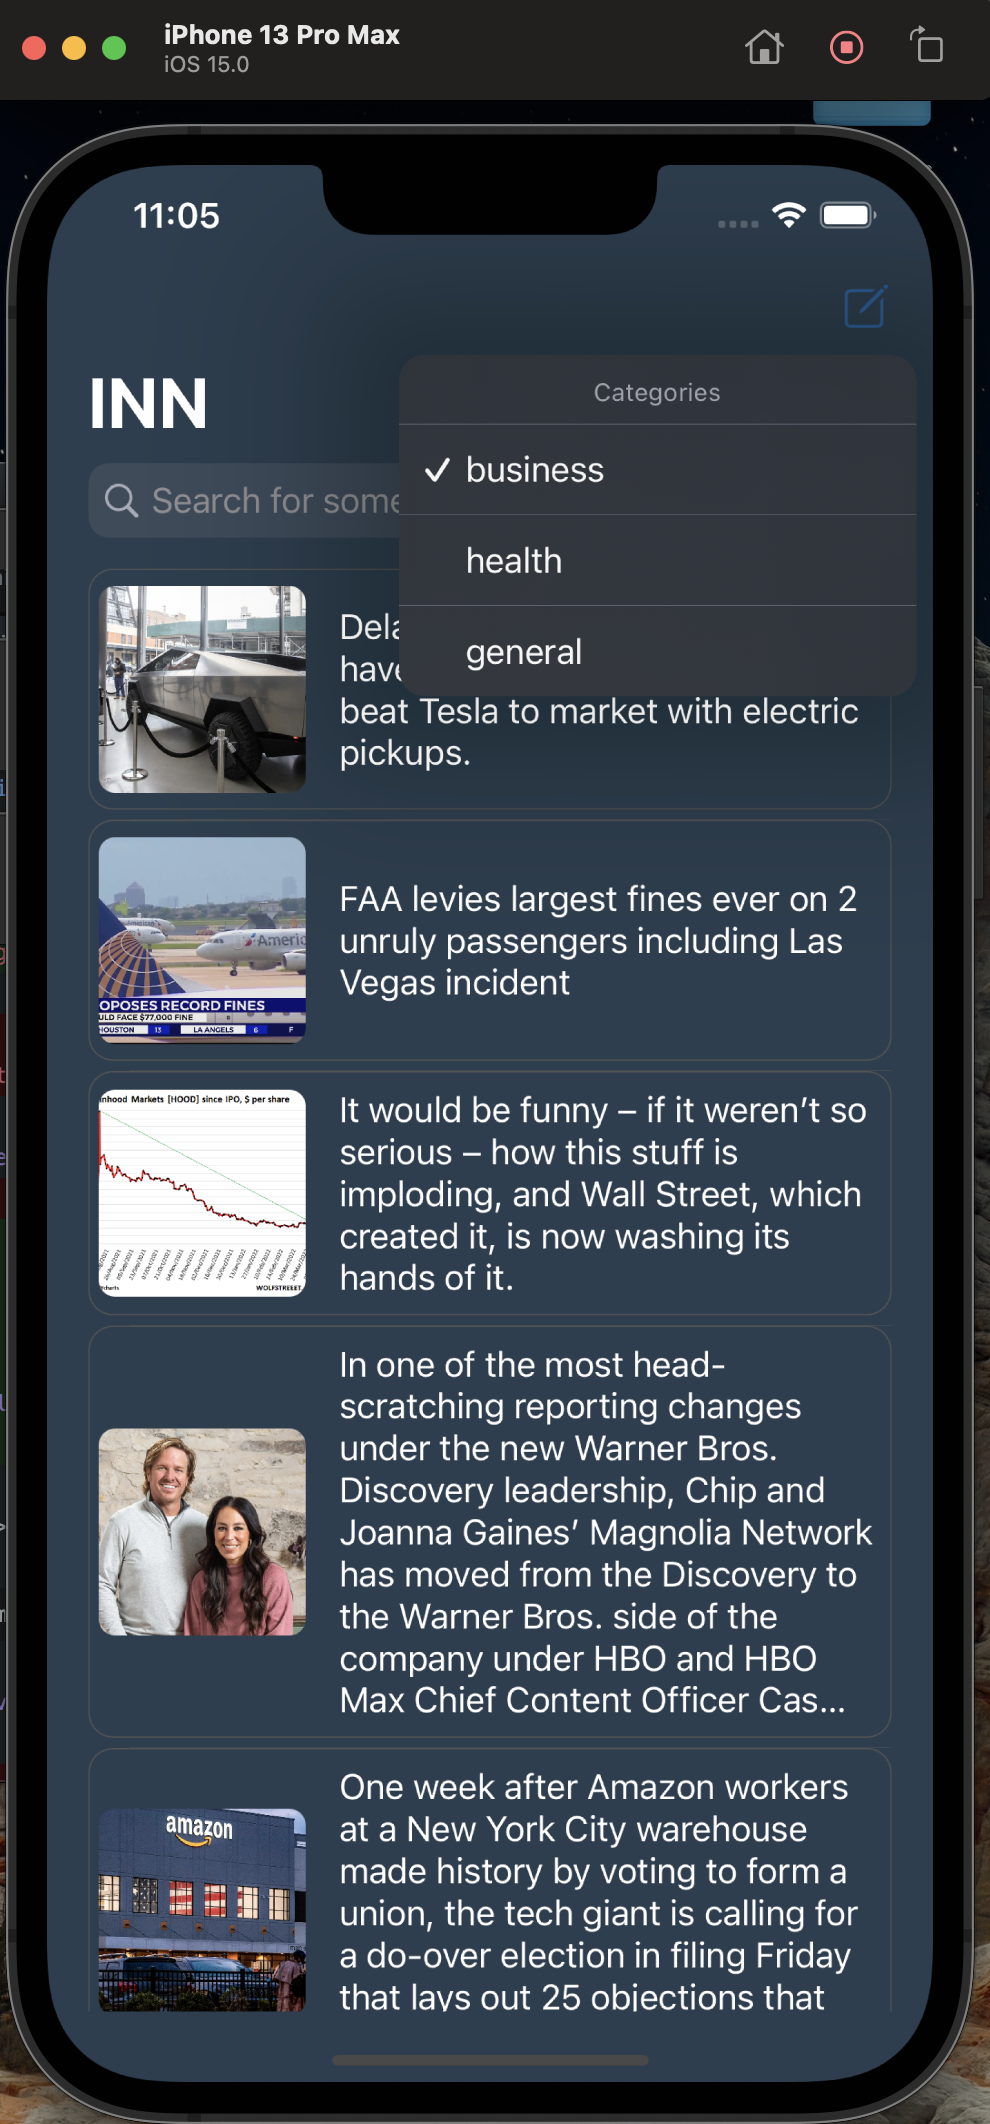 iPhone 13 Pro Max
iOS 15.0
11:05
INN
Categories
business
health
general
Search for some
Dela
have
beat Tesla to market with electric
pickups.
FAA levies largest fines ever on 2
unruly passengers including Las
Vegas incident
American
Americ
OPOSES RECORD FINES
ULD FACE $77,000 FINE
HOUSTON 13 LA ANGELS 6 F
It would be funny – if it weren’t so
serious – how this stuff is
imploding, and Wall Street, which
created it, is now washing its
hands of it.
nhood Markets [HOOD] since IPO, $ per share
WOLFSTREET
In one of the most head-
scratching reporting changes
under the new Warner Bros.
Discovery leadership, Chip and
Joanna Gaines’ Magnolia Network
has moved from the Discovery to
the Warner Bros. side of the
company under HBO and HBO
Max Chief Content Officer Cas...
amazon
One week after Amazon workers
at a New York City warehouse
made history by voting to form a
union, the tech giant is calling for
a do-over election in filing Friday
that lays out 25 objections that